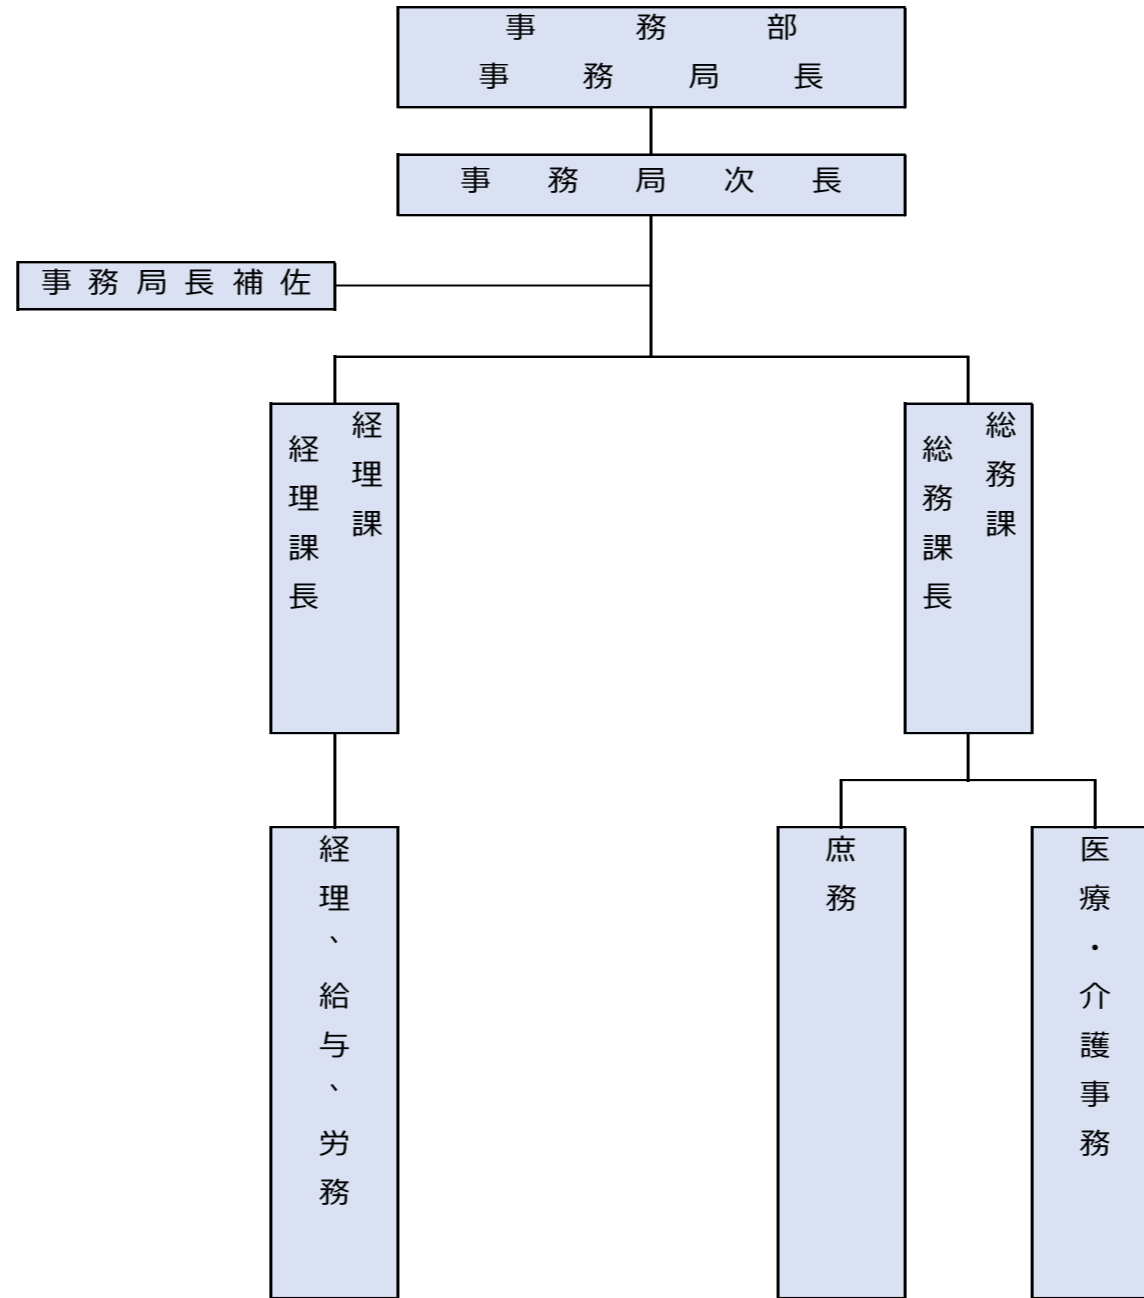 事務部
事務局長
事務局次長
事務局長補佐
経理課
経理課長
総務課
総務課長
経理、給与、労務
庶務
医療・介護事務